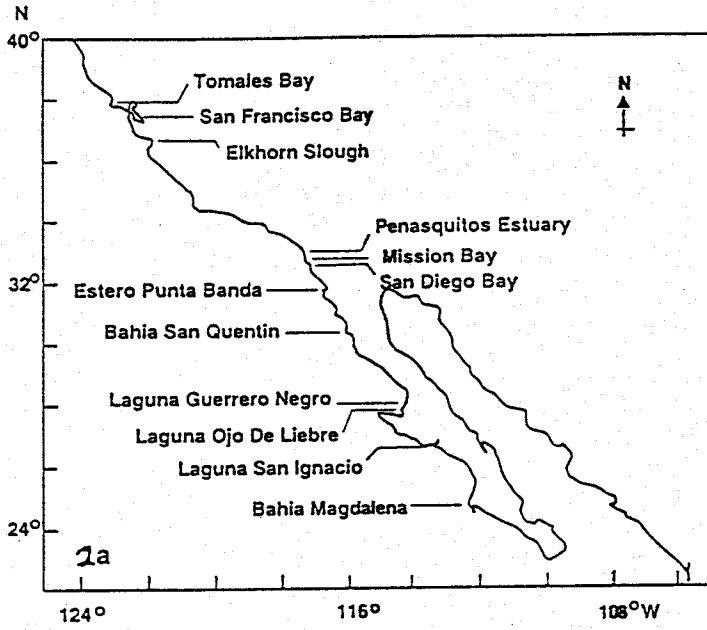 N
40°
Tomales Bay
San Francisco Bay
Elkhorn Slough
N
Penasquitos Estuary
Mission Bay
San Diego Bay
32°
Estero Punta Banda
Bahia San Quentin
Laguna Guerrero Negro
Laguna Ojo De Liebre
Laguna San Ignacio
Bahia Magdalena
24°
1a
124° 116° 108°W